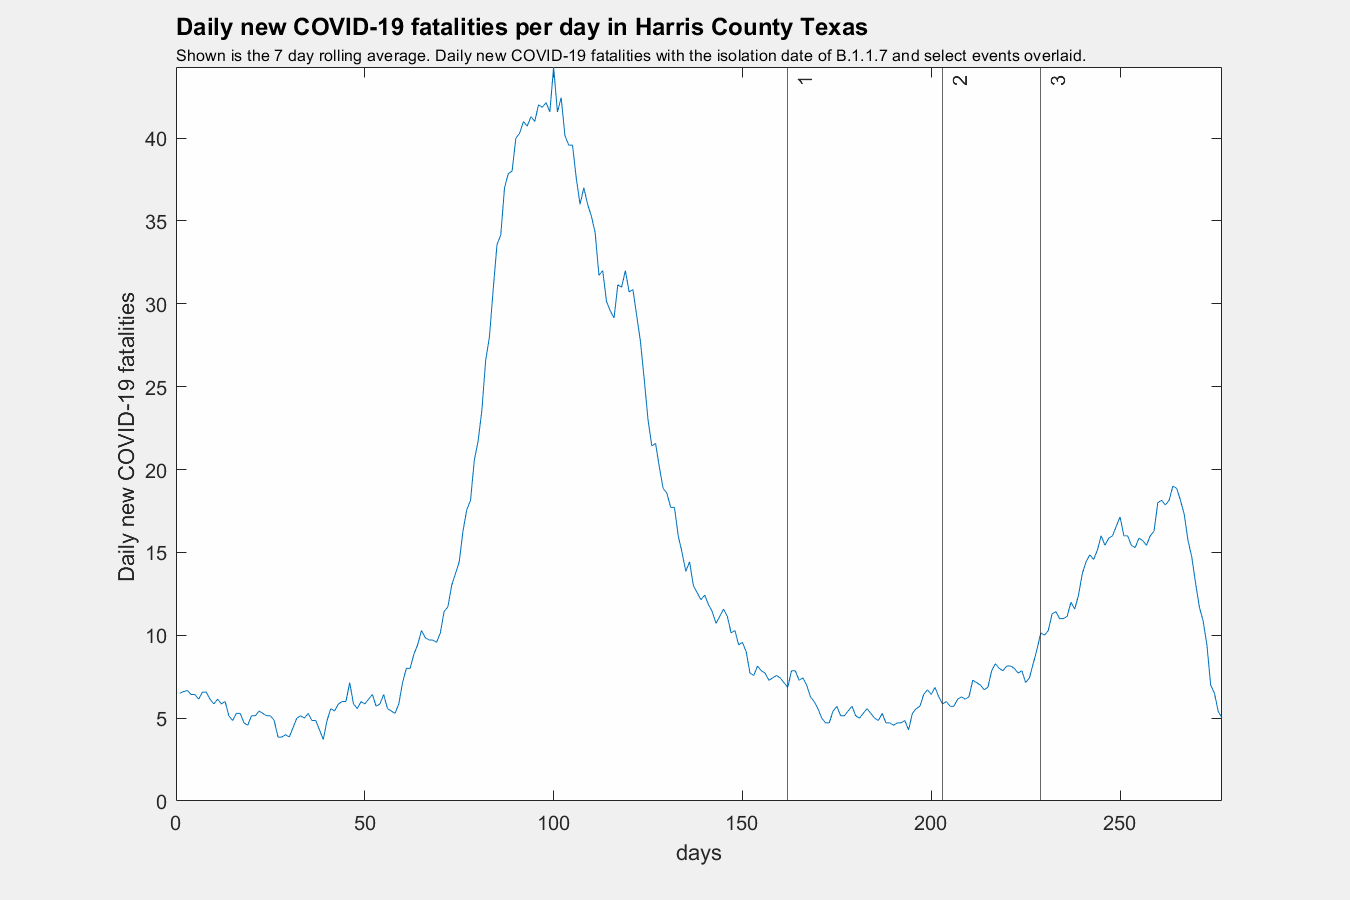 Daily new COVID-19 fatalities per day in Harris County Texas
Shown is the 7 day rolling average. Daily new COVID-19 fatalities with the isolation date of B.1.1.7 and select events overlaid.
1
2
3
Daily new COVID-19 fatalities
40
35
30
25
20
15
10
5
0
0 50 100 150 200 250
days